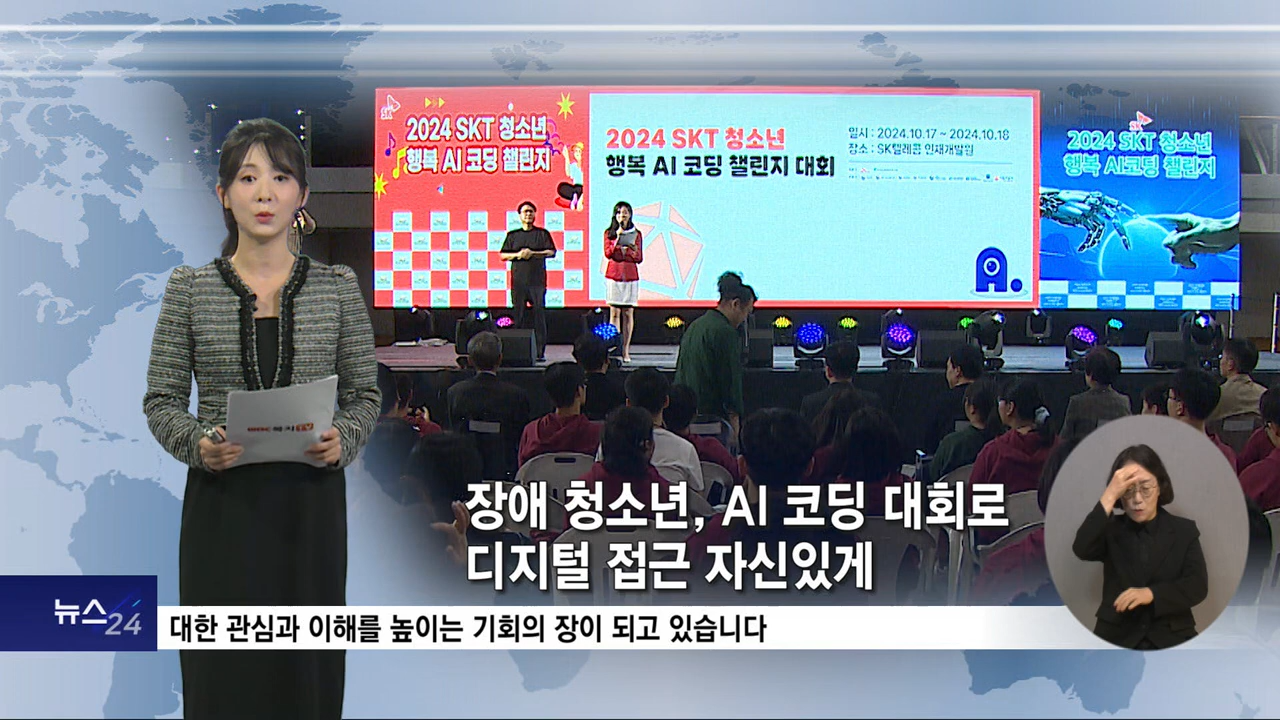 2024 SKT 청소년
행복 AI 코딩 챌린지
2024 SKT 청소년
행복 AI 코딩 챌린지 대회
일시 : 2024.10.17 ~ 2024.10.18
장소 : SK텔레콤 인재개발원
A.
2024 SKT 청소년
행복 AI코딩 챌린지
복지TV
장애 청소년, AI 코딩 대회로
디지털 접근 자신있게
뉴스24
대한 관심과 이해를 높이는 기회의 장이 되고 있습니다